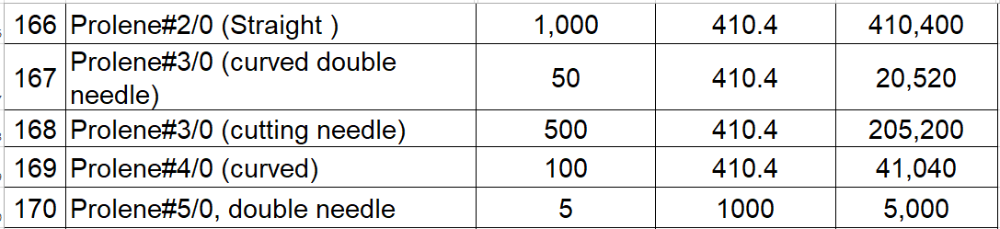 166 Prolene#2/0 (Straight ) 1,000 410.4 410,400
Prolene#3/0 (curved double
167 50 410.4 20,520
needle)
168 Prolene#3/0 (cutting needle) 500 410.4 205,200
169 Prolene#4/0 (curved) 100 410.4 41,040
170 Prolene#5/0, double needle 5 1000 5,000